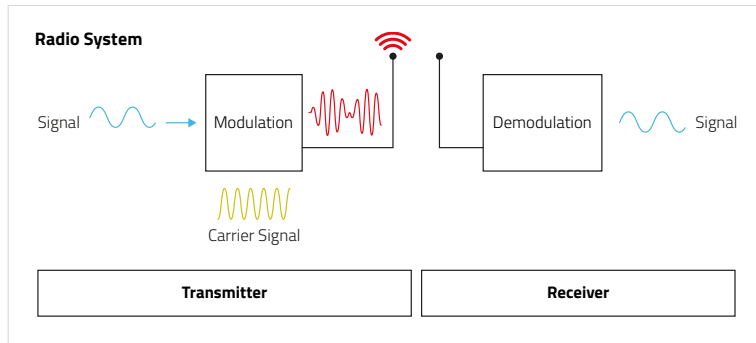 Radio System
Signal
Modulation
Demodulation
Signal
Carrier Signal
Transmitter
Receiver